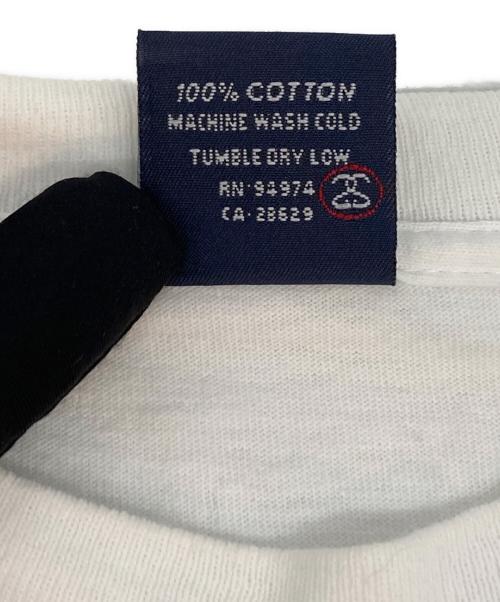 100% COTTON
MACHINE WASH COLD
TUMBLE DRY LOW
RN·94974
CA·28629